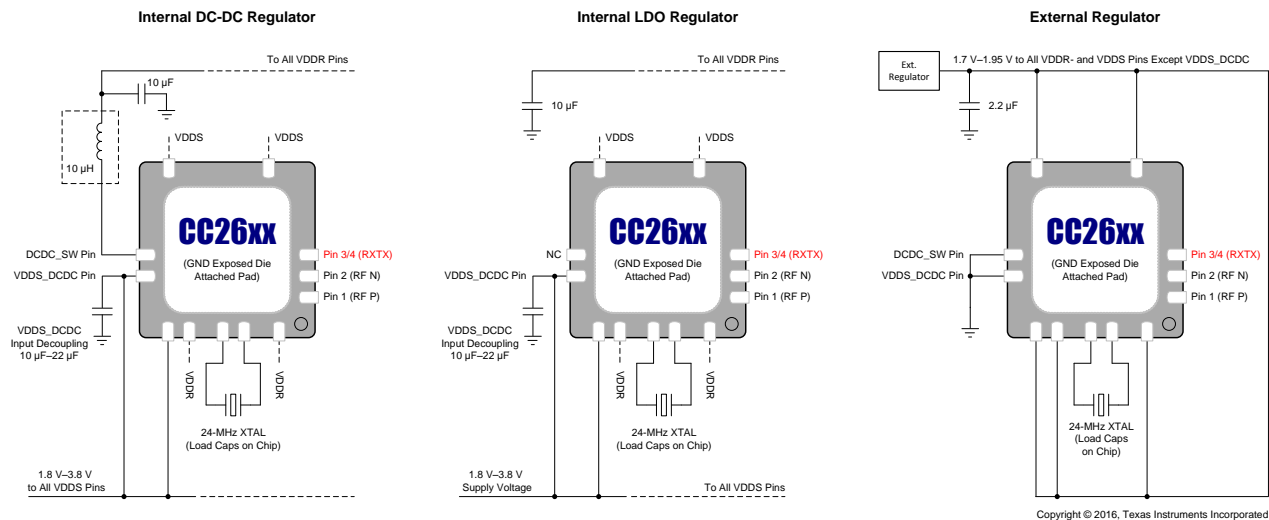 Internal DC-DC Regulator
To All VDDR Pins
10 µF
10 µH
VDDS
VDDS
CC26xx
(GND Exposed Die
Attached Pad)
DCDC_SW Pin
VDDS_DCDC Pin
Pin 3/4 (RXTX)
Pin 2 (RF N)
Pin 1 (RF P)
VDDS_DCDC
Input Decoupling
10 µF–22 µF
VDDR
VDDR
24-MHz XTAL
(Load Caps on Chip)
1.8 V–3.8 V
to All VDDS Pins
Internal LDO Regulator
To All VDDR Pins
10 µF
VDDS
VDDS
CC26xx
(GND Exposed Die
Attached Pad)
NC
VDDS_DCDC Pin
Pin 3/4 (RXTX)
Pin 2 (RF N)
Pin 1 (RF P)
VDDS_DCDC
Input Decoupling
10 µF–22 µF
VDDR
VDDR
24-MHz XTAL
(Load Caps on Chip)
1.8 V–3.8 V
Supply Voltage
To All VDDS Pins
External Regulator
Ext.
Regulator
1.7 V–1.95 V to All VDDR- and VDDS Pins Except VDDS_DCDC
2.2 µF
CC26xx
(GND Exposed Die
Attached Pad)
DCDC_SW Pin
VDDS_DCDC Pin
Pin 3/4 (RXTX)
Pin 2 (RF N)
Pin 1 (RF P)
24-MHz XTAL
(Load Caps
on Chip)
Copyright © 2016, Texas Instruments Incorporated